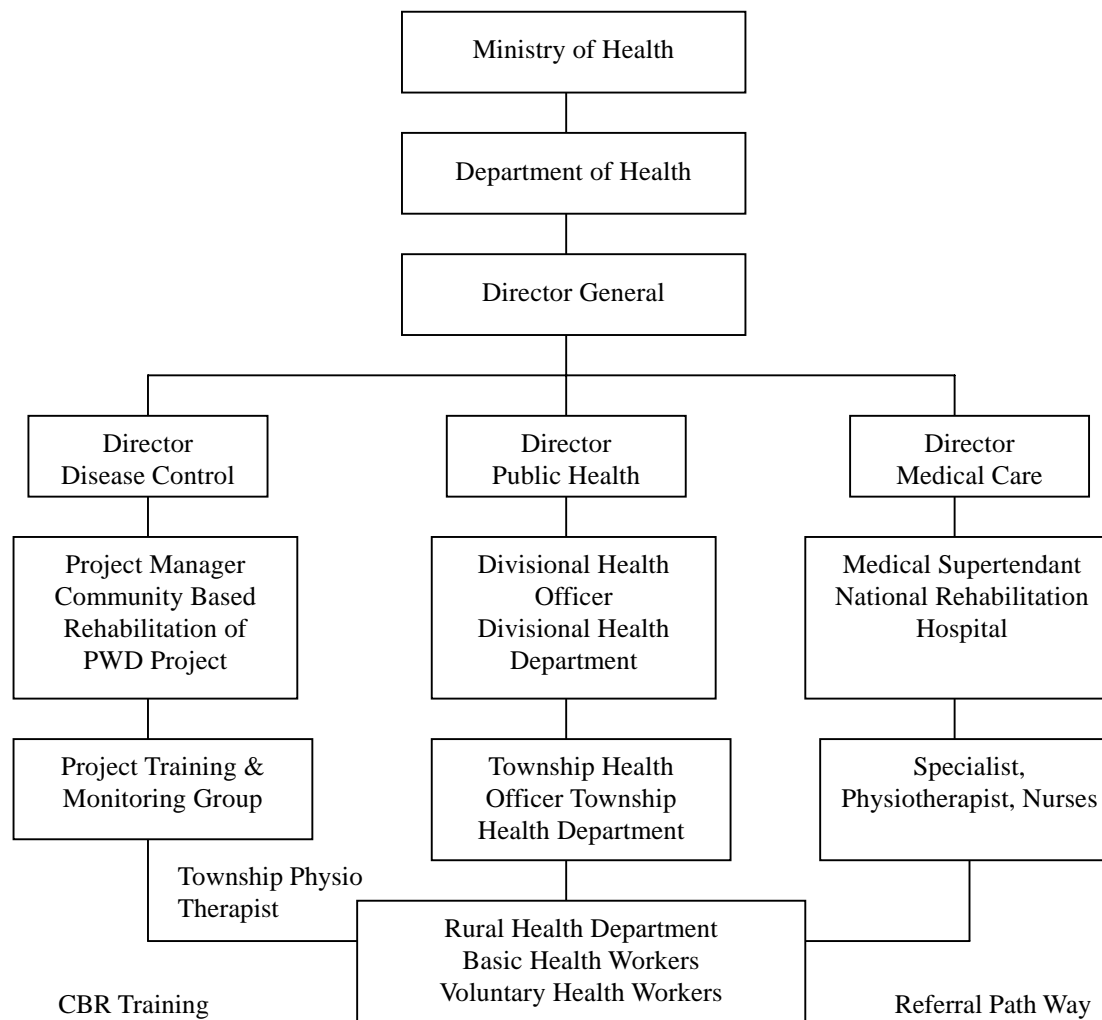 Ministry of Health
Department of Health
Director General
Director
Disease Control
Director
Public Health
Director
Medical Care
Project Manager
Community Based
Rehabilitation of
PWD Project
Divisional Health
Officer
Divisional Health
Department
Medical Supertendant
National Rehabilitation
Hospital
Project Training &
Monitoring Group
Township Health
Officer Township
Health Department
Specialist,
Physiotherapist, Nurses
Township Physio
Therapist
Rural Health Department
Basic Health Workers
Voluntary Health Workers
CBR Training
Referral Path Way